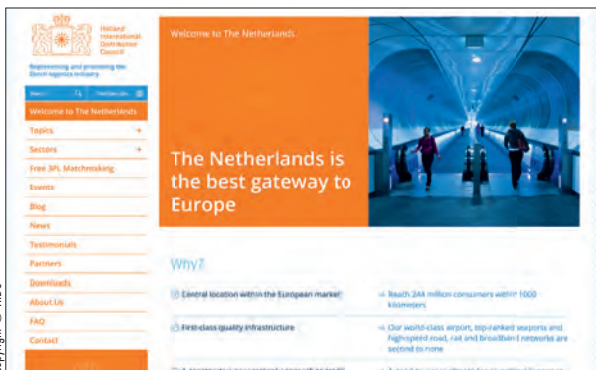 Holland
International
Distribution
Council
Representing and promoting the
Dutch logistics industry
Welcome to The Netherlands
Topics +
Sectors +
Free 3PL Matchmaking
Events
Blog
News
Testimonials
Partners
Downloads
About Us
FAQ
Contact
Welcome to The Netherlands
The Netherlands is
the best gateway to
Europe
Why?
Central location within the European market
Reach 244 million consumers within 1000
kilometers
First-class quality infrastructure
Our world-class airport, top-ranked seaports and
high-speed road, rail and broadband networks are
second to none